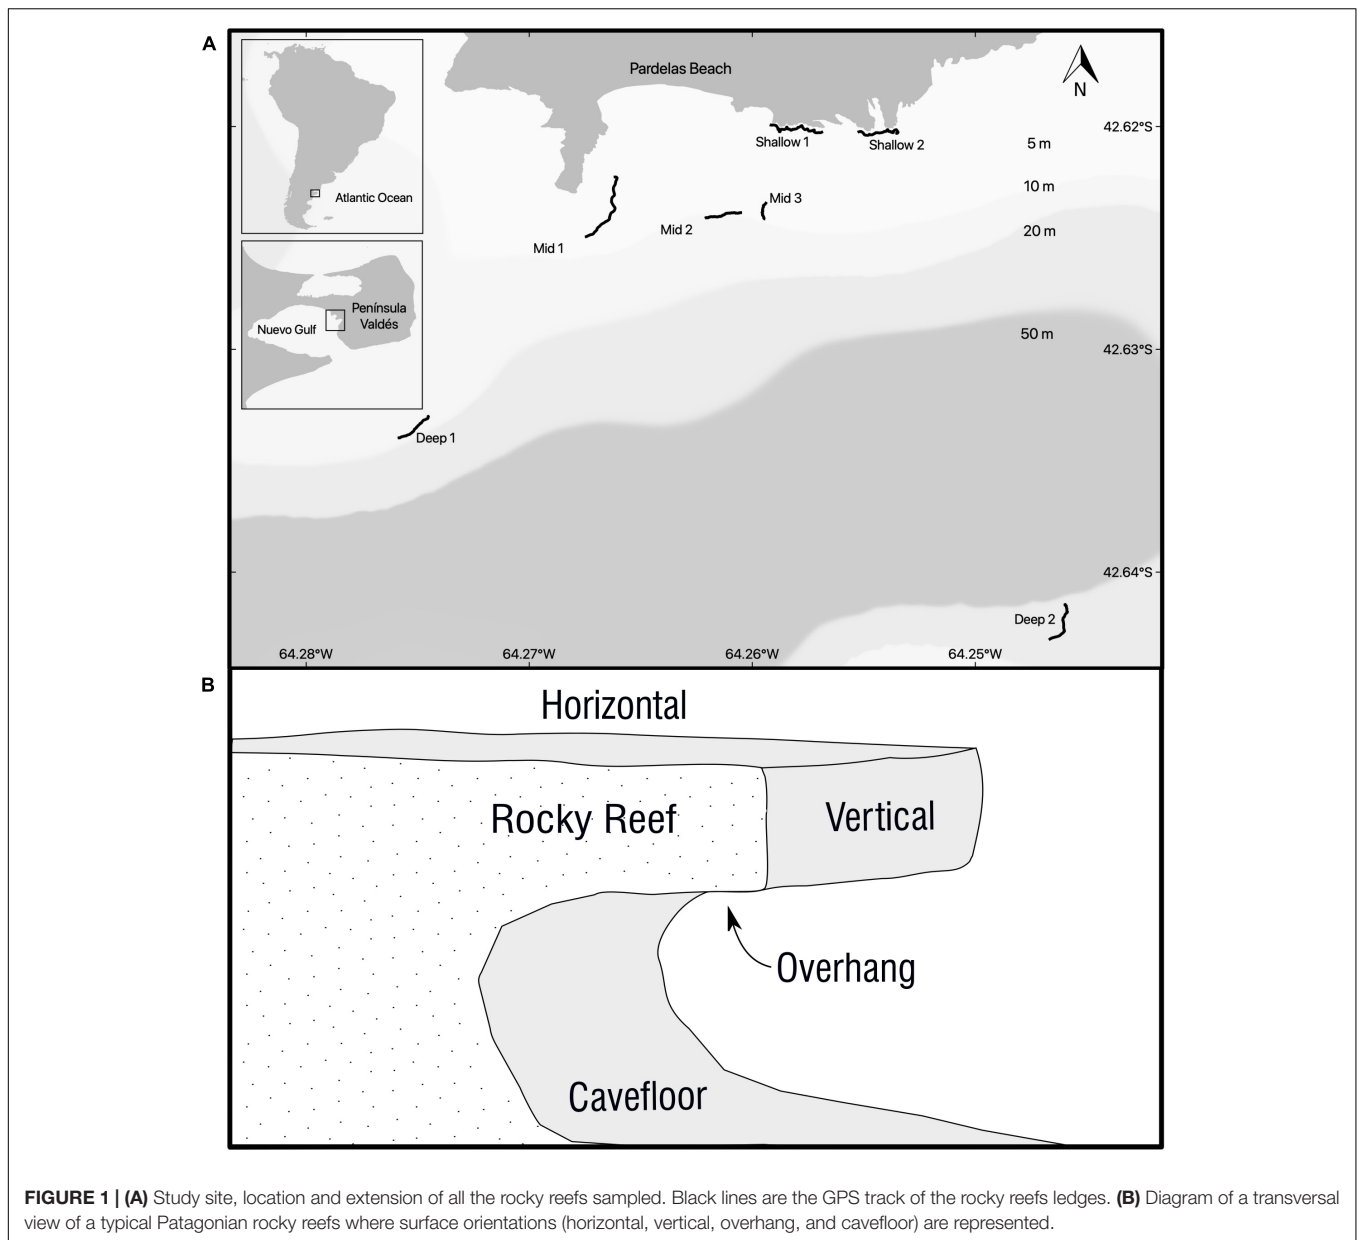 A
Pardelas Beach
N
42.62°S
Shallow 1
Shallow 2
5 m
10 m
Atlantic Ocean
Mid 3
Mid 2
20 m
Mid 1
Península
Valdés
Nuevo Gulf
50 m
42.63°S
Deep 1
42.64°S
Deep 2
64.28°W
64.27°W
64.26°W
64.25°W
B
Horizontal
Rocky Reef
Vertical
Overhang
Cavefloor
FIGURE 1 | (A) Study site, location and extension of all the rocky reefs sampled. Black lines are the GPS track of the rocky reefs ledges. (B) Diagram of a transversal
view of a typical Patagonian rocky reefs where surface orientations (horizontal, vertical, overhang, and cavefloor) are represented.